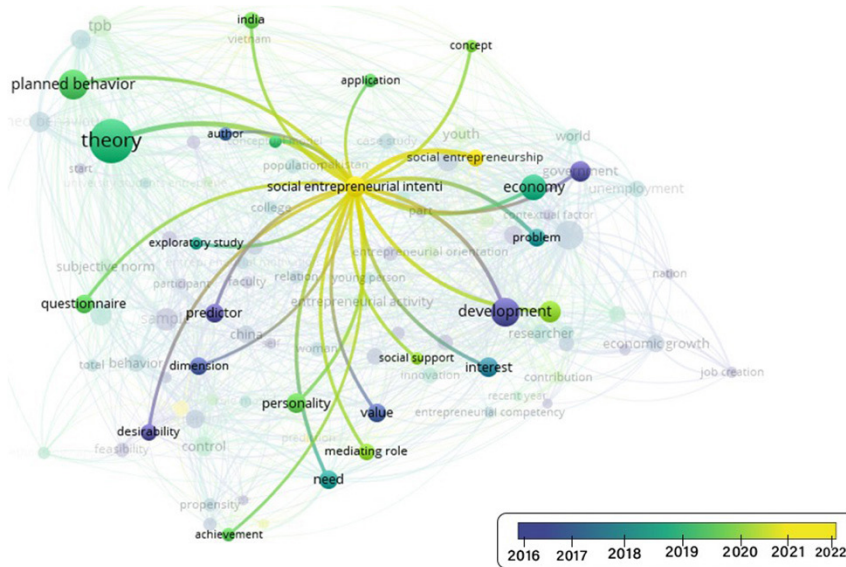 tpb
india
vietnam
concept
planned behavior
application
theory
author
conceptual model
case study
youth
world
start
population
pakistan
social entrepreneurship
government
social entrepreneurial intenti
economy
unemployment
college
part
contextual factor
exploratory study
problem
entrepreneurial orientation
subjective norm
participant
faculty
relation
young person
nation
questionnaire
sampl
predictor
entrepreneurial activity
development
china
woman
researcher
economic growth
total
behavior
dimension
social support
innovation
interest
contribution
job creation
recent year
personality
value
entrepreneurial competency
desirability
feasibility
control
mediating role
need
propensity
achievement
2016
2017
2018
2019
2020
2021
2022